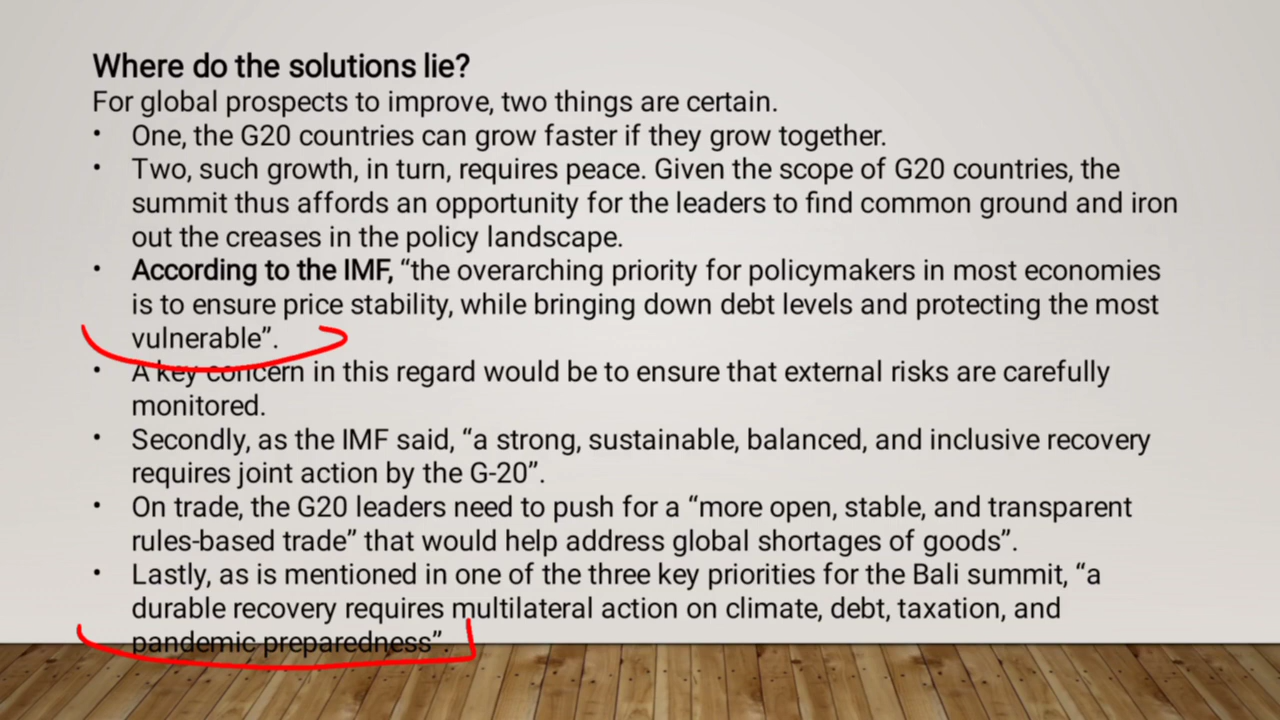 Where do the solutions lie?
For global prospects to improve, two things are certain.
• One, the G20 countries can grow faster if they grow together.
• Two, such growth, in turn, requires peace. Given the scope of G20 countries, the
summit thus affords an opportunity for the leaders to find common ground and iron
out the creases in the policy landscape.
• According to the IMF, “the overarching priority for policymakers in most economies
is to ensure price stability, while bringing down debt levels and protecting the most
vulnerable”.
• A key concern in this regard would be to ensure that external risks are carefully
monitored.
• Secondly, as the IMF said, “a strong, sustainable, balanced, and inclusive recovery
requires joint action by the G-20”.
• On trade, the G20 leaders need to push for a “more open, stable, and transparent
rules-based trade” that would help address global shortages of goods”.
• Lastly, as is mentioned in one of the three key priorities for the Bali summit, “a
durable recovery requires multilateral action on climate, debt, taxation, and
pandemic preparedness”.